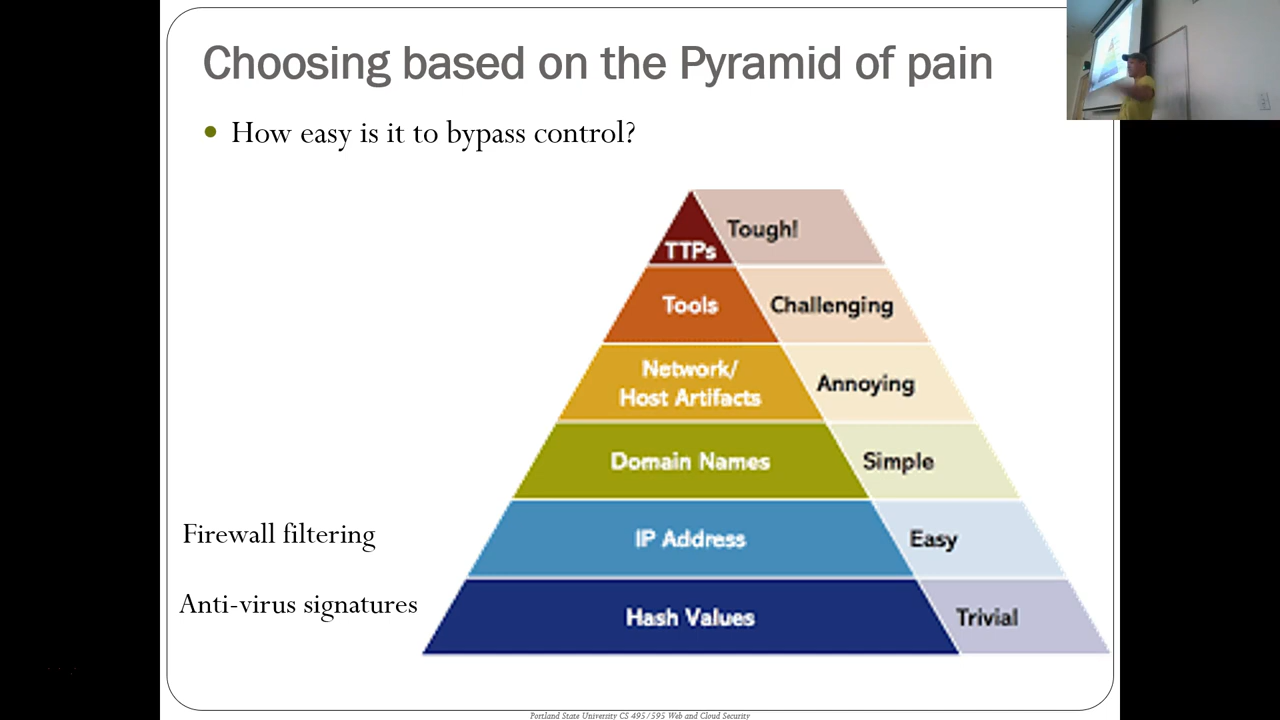 Choosing based on the Pyramid of pain
How easy is it to bypass control?
TTPs
Tough!
Tools
Challenging
Network/
Host Artifacts
Annoying
Domain Names
Simple
Firewall filtering
IP Address
Easy
Anti-virus signatures
Hash Values
Trivial
Portland State University CS 495/595 Web and Cloud Security